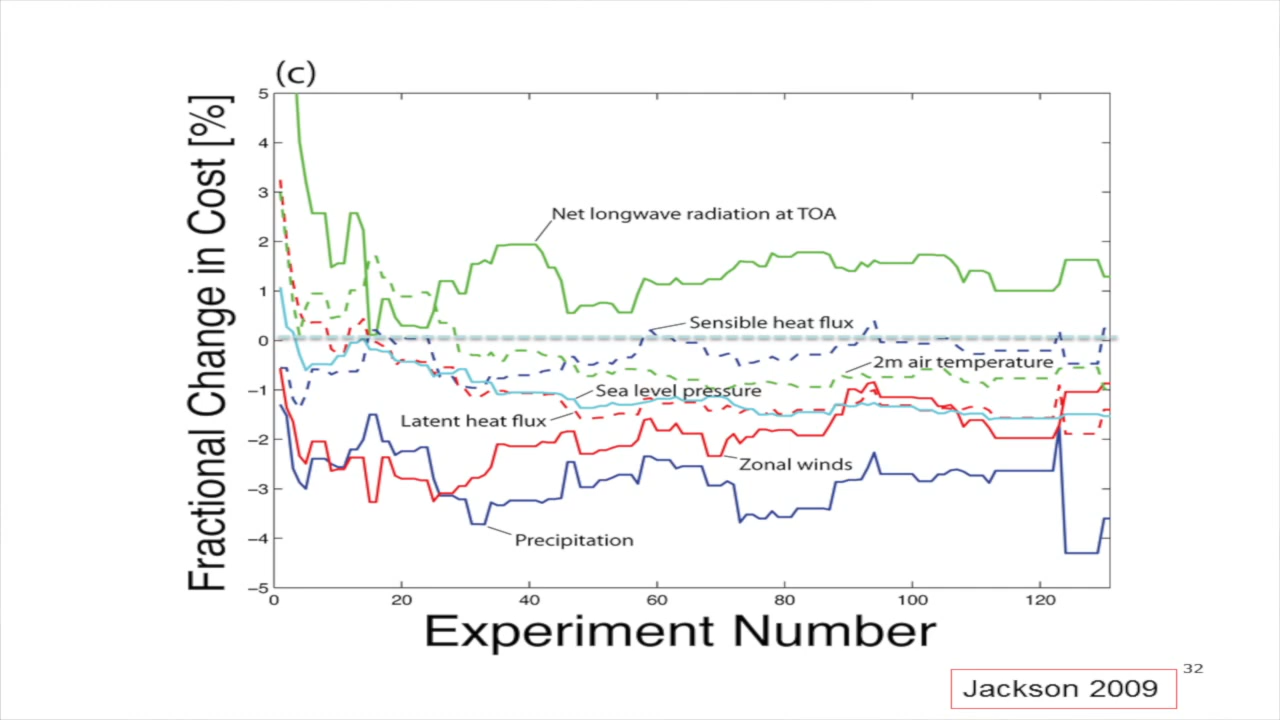 (c)
Fractional Change in Cost [%]
5
4
3
2
1
0
−1
−2
−3
−4
−5
Net longwave radiation at TOA
Sensible heat flux
2m air temperature
Sea level pressure
Latent heat flux
Zonal winds
Precipitation
0 20 40 60 80 100 120
Experiment Number
32
Jackson 2009